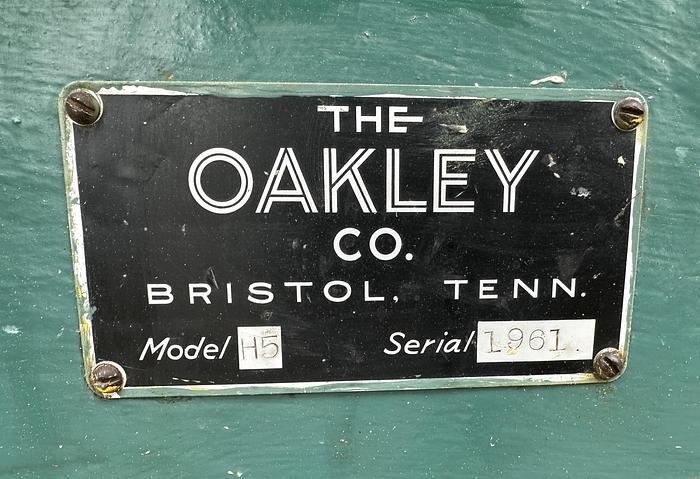 THE
OAKLEY
CO.
BRISTOL, TENN.
Model H5 Serial 1961